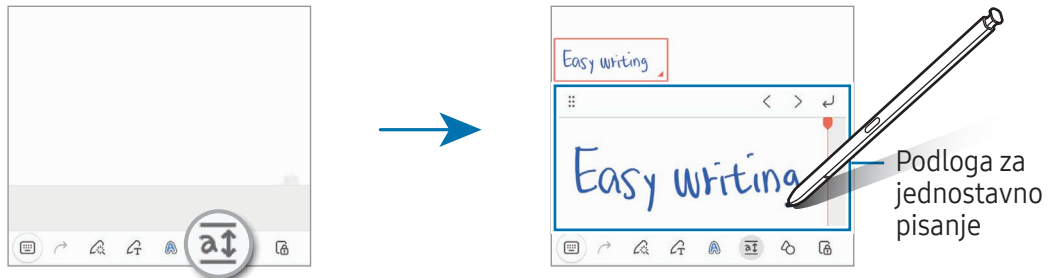 Easy writing
Easy writing
Podloga za
jednostavno
pisanje